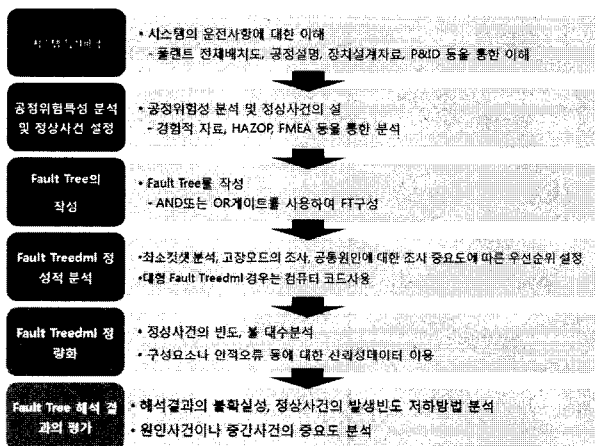 • 시스템의 운전사항에 대한 이해
- 플랜트 전체배치도, 공정설명, 장치설계자료, P&ID 등을 통한 이해
공정위험특성 분석
및 정상사건 설정
• 공정위험성 분석 및 정상사건의 설
- 경험적 자료, HAZOP, FMEA 등을 통한 분석
Fault Tree의
작성
• Fault Tree를 작성
- AND또는 OR게이트를 사용하여 FT구성
Fault Treedml 정
성적 분석
•최소컷셋 분석, 고장모드의 조사, 공통원인에 대한 조사 중요도에 따른 우선순위 설정
•대형 Fault Treedml 경우는 컴퓨터 코드사용
Fault Treedml 정
량화
• 정상사건의 빈도, 불 대수분석
• 구성요소나 인적오류 등에 대한 신뢰성데이터 이용
Fault Tree 해석 결
과의 평가
• 해석결과의 불확실성, 정상사건의 발생빈도 저하방법 분석
• 원인사건이나 중간사건의 중요도 분석